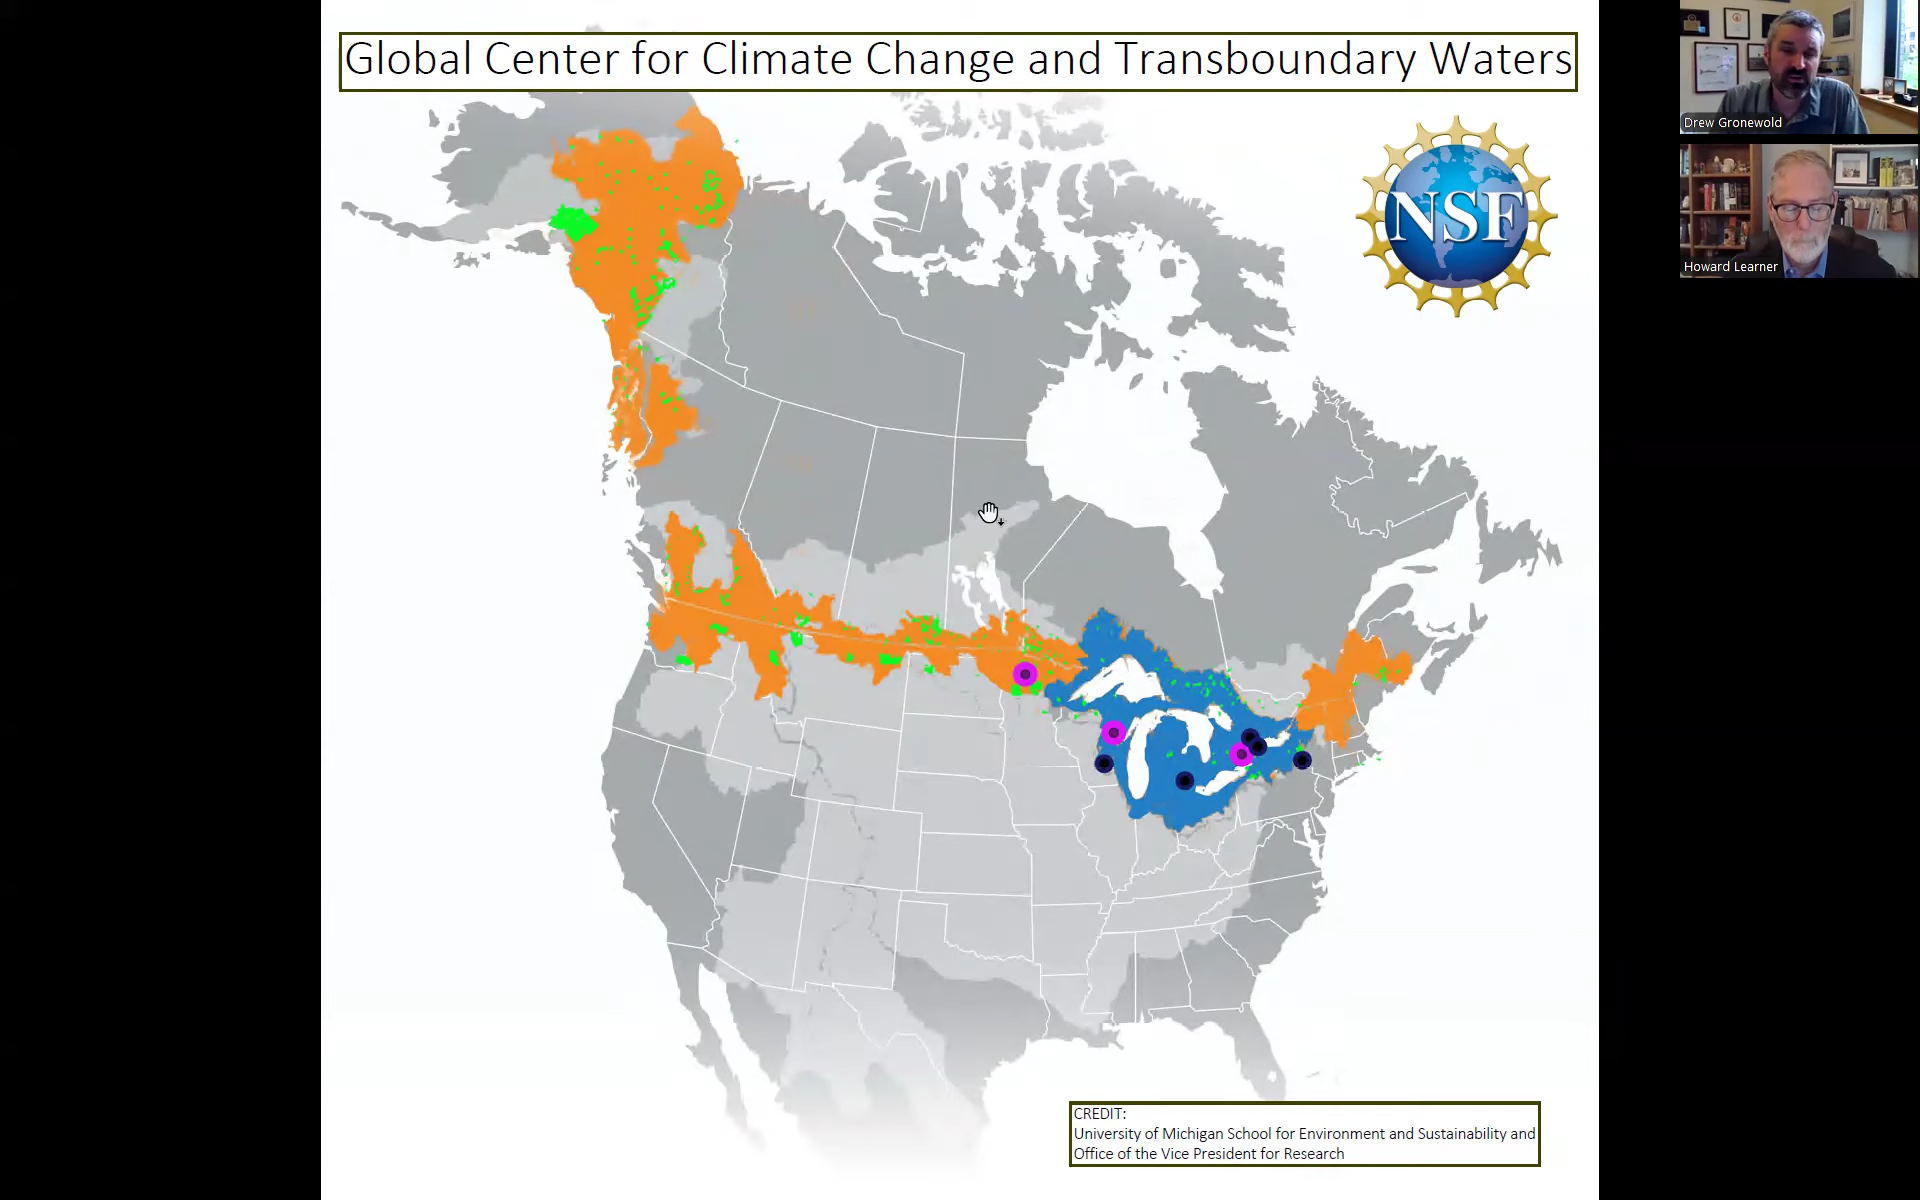 Global Center for Climate Change and Transboundary Waters
NSF
Drew Gronewold
Howard Learner
CREDIT:
University of Michigan School for Environment and Sustainability and
Office of the Vice President for Research